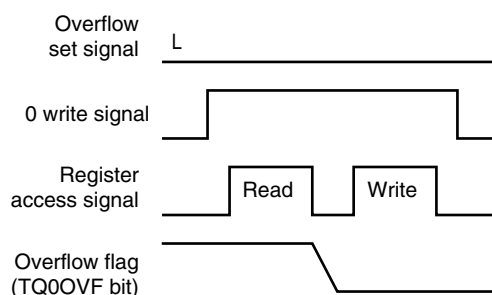 Overflow
set signal
L
0 write signal
Register
access signal
Read
Write
Overflow flag
(TQ0OVF bit)